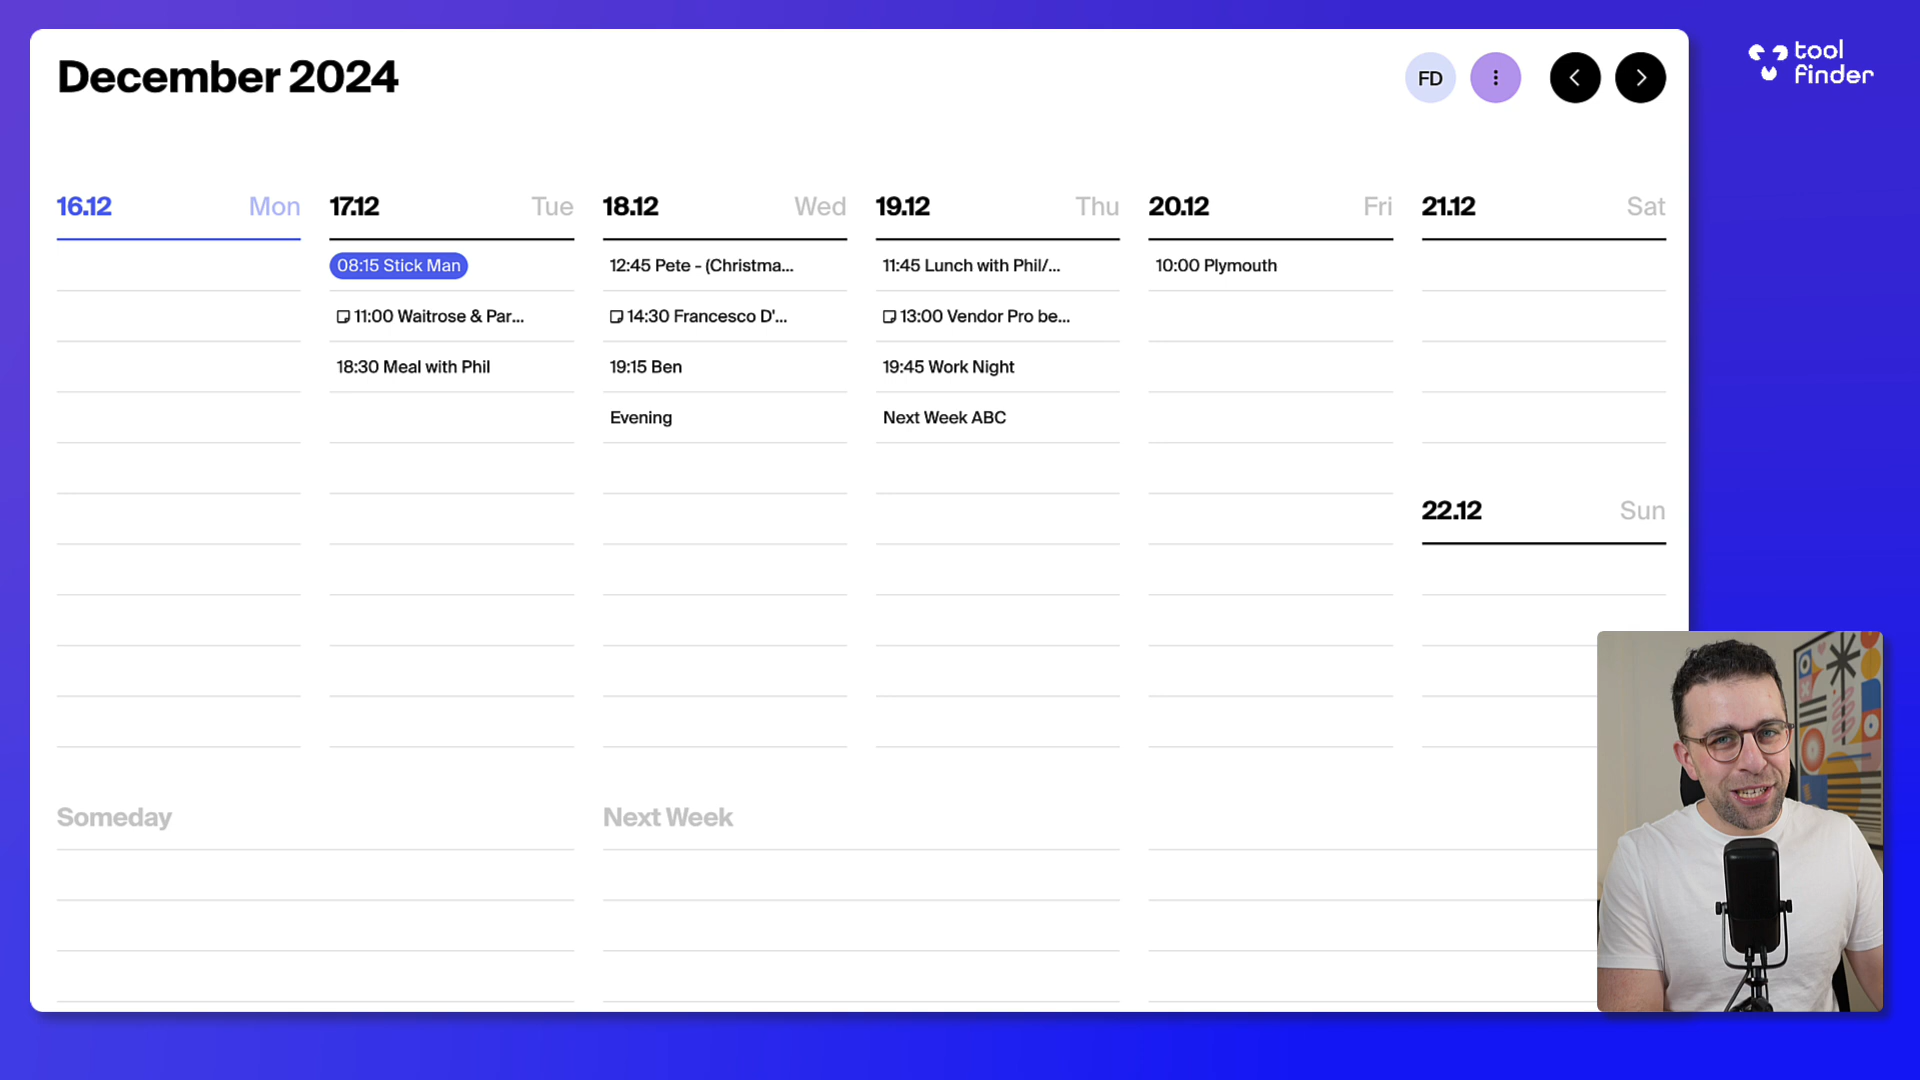 December 2024
FD
tool
finder
16.12 Mon
17.12 Tue
08:15 Stick Man
11:00 Waitrose & Par...
18:30 Meal with Phil
18.12 Wed
12:45 Pete - (Christma...
14:30 Francesco D'...
19:15 Ben
Evening
19.12 Thu
11:45 Lunch with Phil/...
13:00 Vendor Pro be...
19:45 Work Night
Next Week ABC
20.12 Fri
10:00 Plymouth
21.12 Sat
22.12 Sun
Someday
Next Week